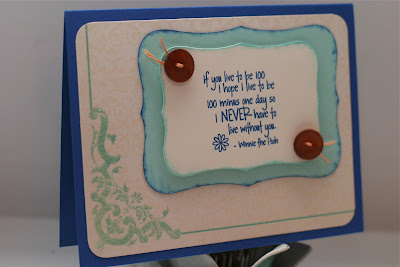 if you live to be 100
I hope I live to be
100 minus one day so
I NEVER have to
live without you.
- Winnie the Pooh